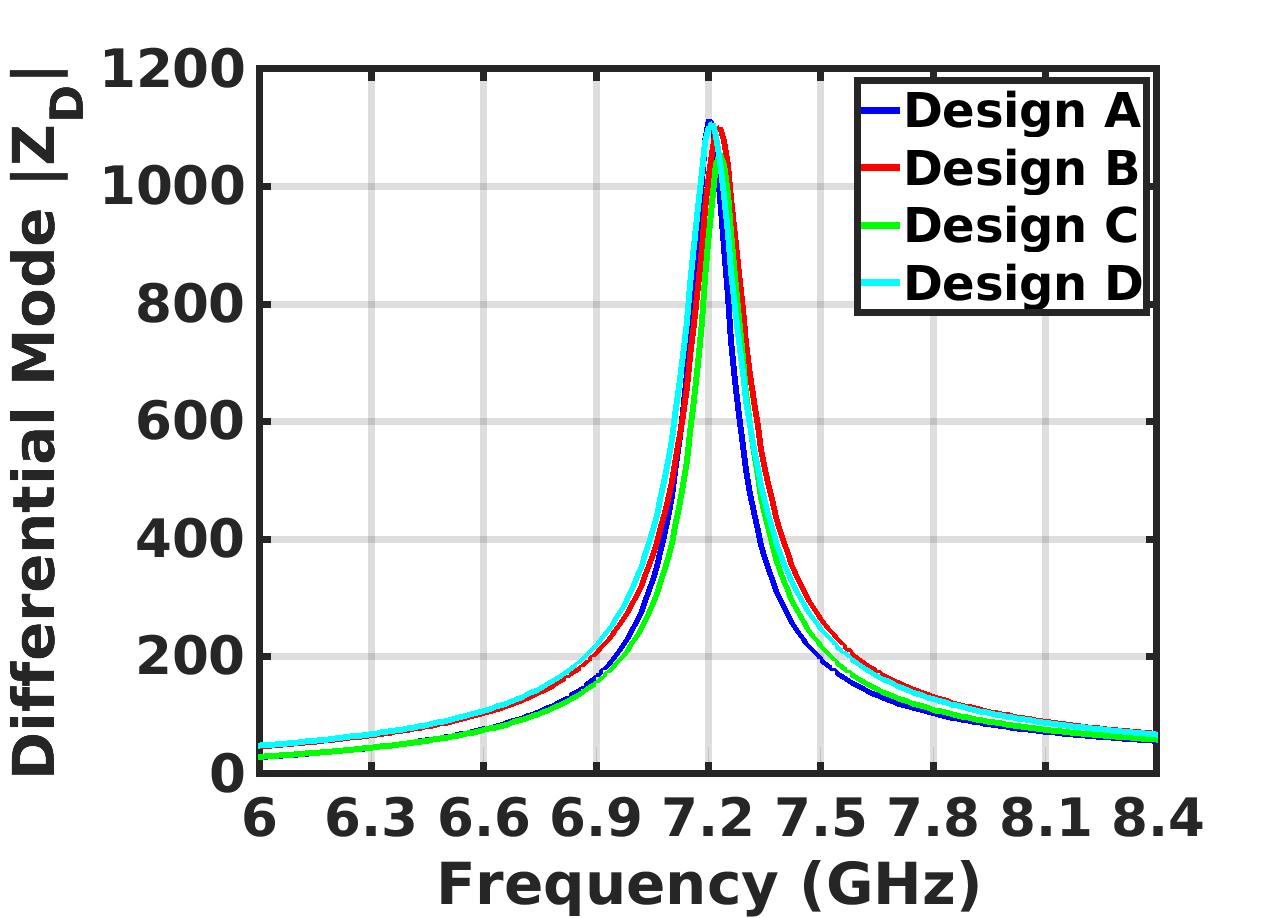 Differential Mode |Z_D|
1200
1000
800
600
400
200
0
Design A
Design B
Design C
Design D
6 6.3 6.6 6.9 7.2 7.5 7.8 8.1 8.4
Frequency (GHz)